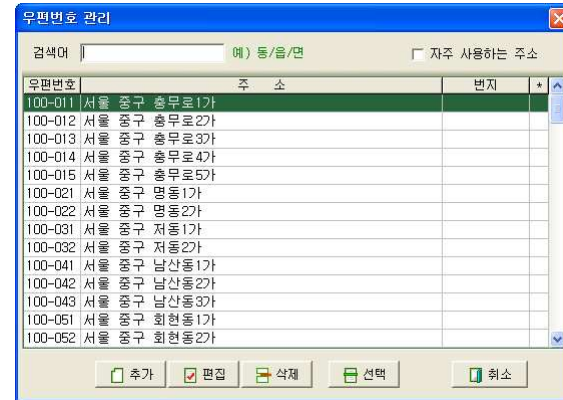 우편번호 관리
검색어 예) 동/읍/면 자주 사용하는 주소
우편번호 주 소 번지 *
100-011 서울 중구 충무로1가
100-012 서울 중구 충무로2가
100-013 서울 중구 충무로3가
100-014 서울 중구 충무로4가
100-015 서울 중구 충무로5가
100-021 서울 중구 명동1가
100-022 서울 중구 명동2가
100-031 서울 중구 저동1가
100-032 서울 중구 저동2가
100-041 서울 중구 남산동1가
100-042 서울 중구 남산동2가
100-043 서울 중구 남산동3가
100-051 서울 중구 회현동1가
100-052 서울 중구 회현동2가
추가 편집 삭제 선택 취소